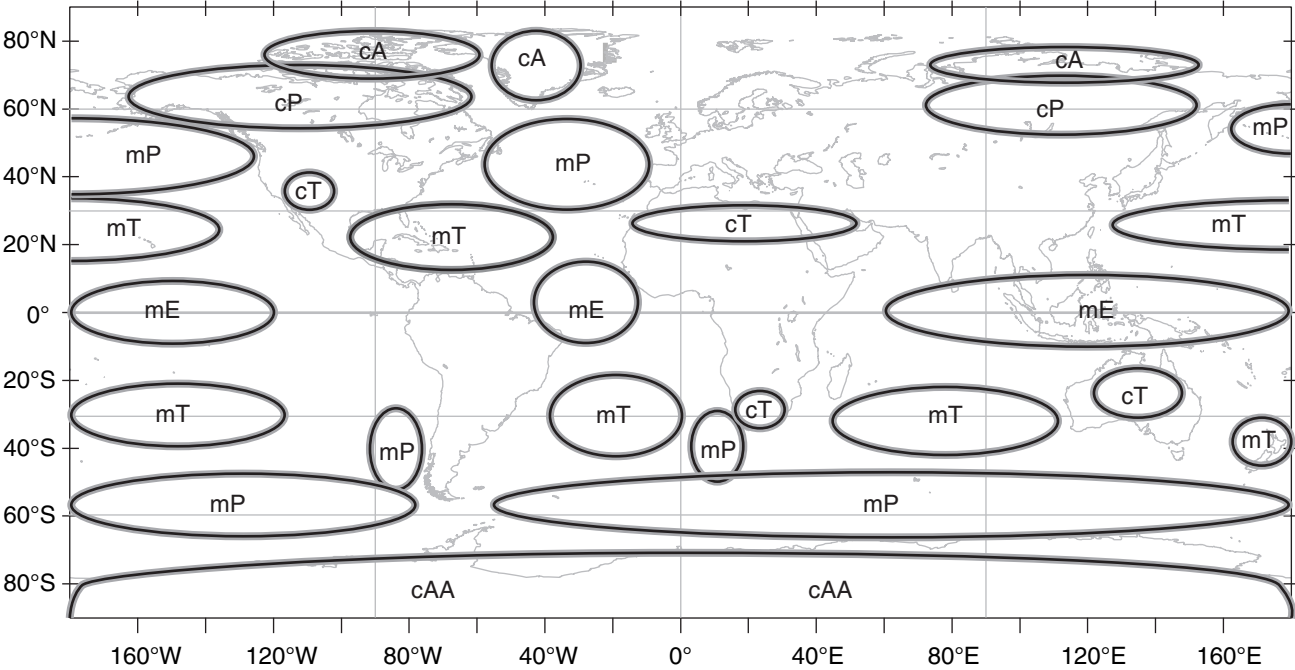 80°N cA cA cA
60°N cP cP
mP mP mP
40°N cT
20°N mT mT cT mT
0° mE mE mE
20°S mT mT cT mT cT
40°S mP mP mT
60°S mP mP
80°S cAA cAA
160°W 120°W 80°W 40°W 0° 40°E 80°E 120°E 160°E